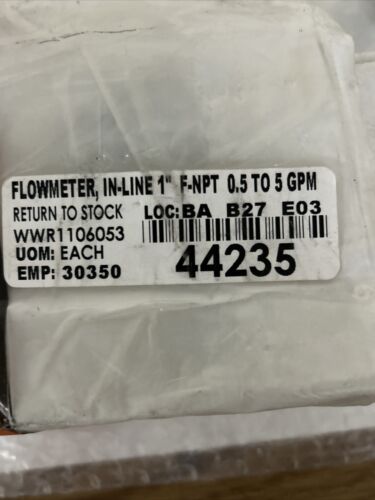 FLOWMETER, IN-LINE 1" F-NPT 0.5 TO 5 GPM
RETURN TO STOCK LOC:BA B27 E03
WWR1106053
UOM: EACH
EMP: 30350 44235